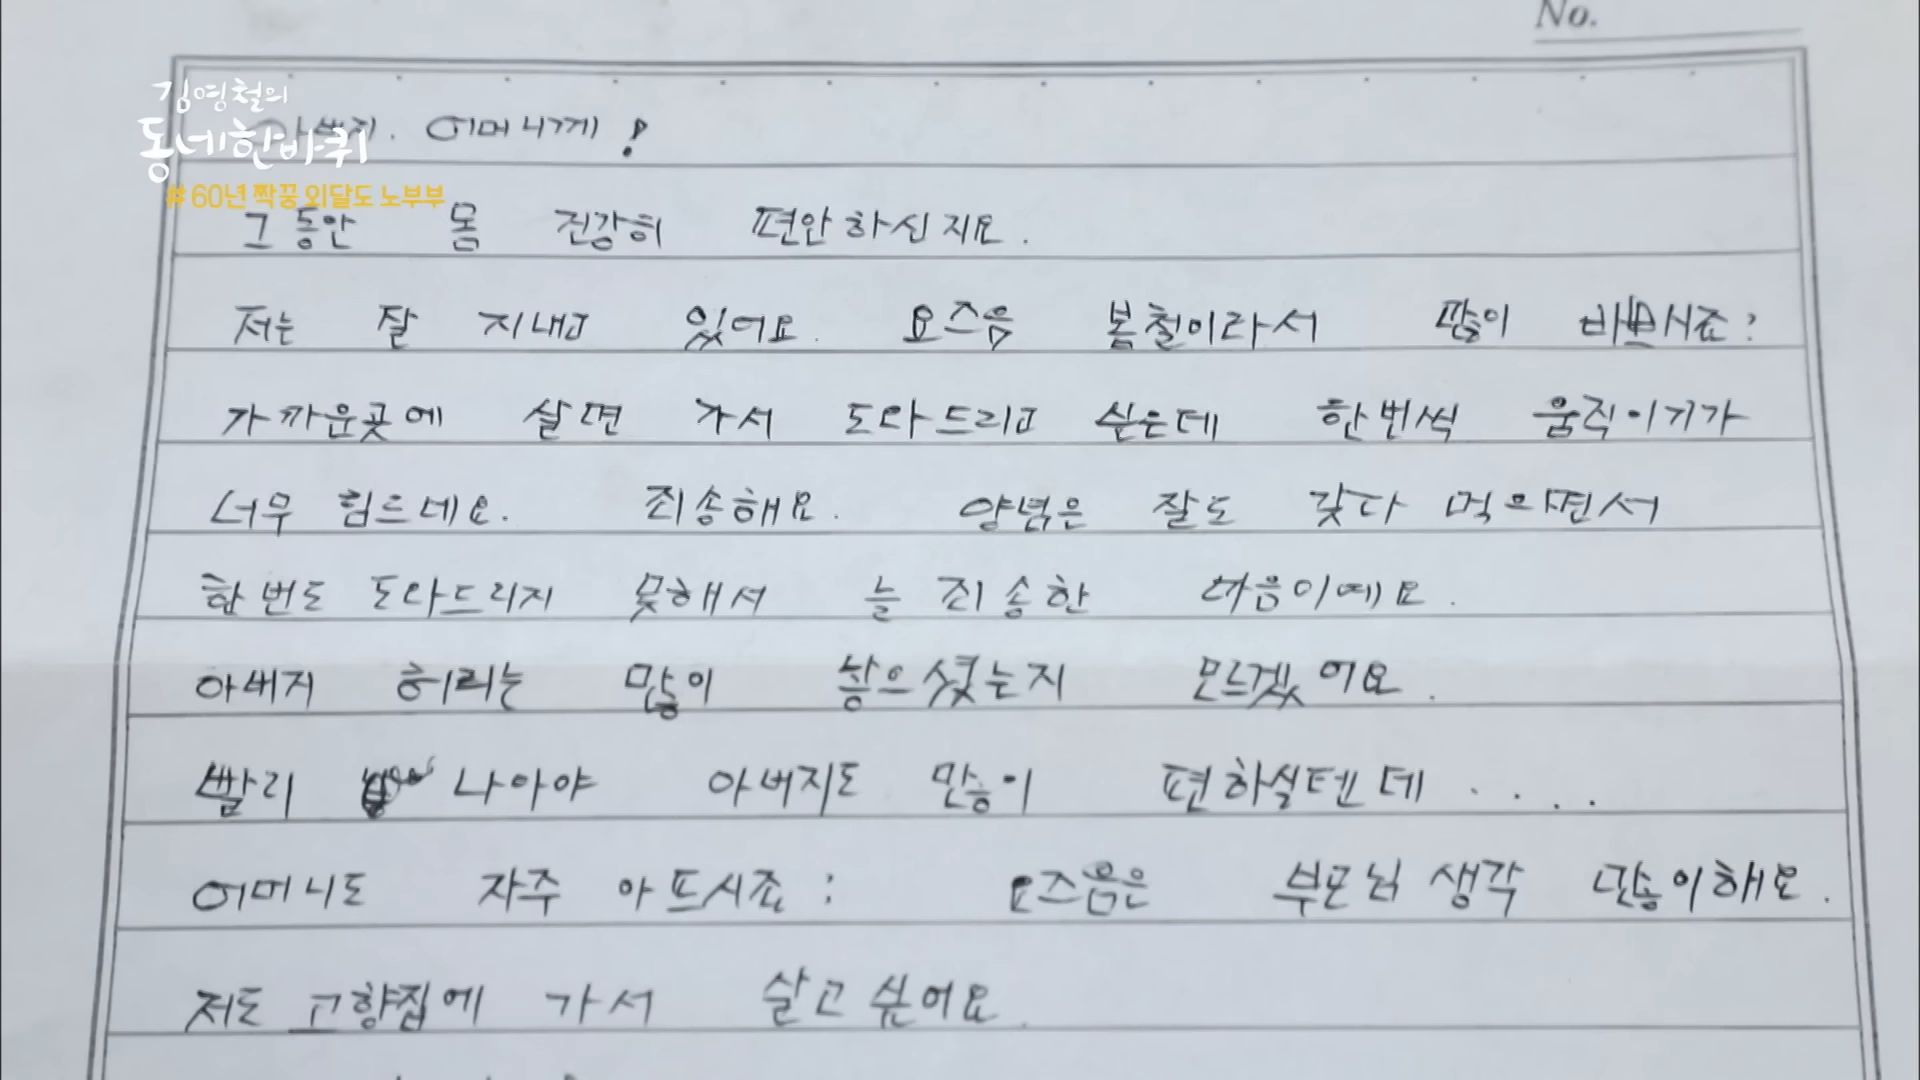 No.
김영철의
동네한바퀴
# 60년 짝꿍 외달도 노부부
아버지. 어머니께!
그동안 몸 건강히 편안하신지요.
저는 잘 지내고 있어요. 요즈음 봄철이라서 많이 바쁘시죠:
가까운곳에 살면 가서 도와드리고 싶은데 한번씩 움직이기가
너무 힘드네요. 죄송해요. 양념은 잘도 갖다 먹으면서
한번도 도와드리지 못해서 늘 죄송한 마음이에요.
아버지 허리는 많이 낳으셨는지 모르겠어요.
빨리 나아야 아버지도 많이 편하실텐데 ....
어머니도 자주 아프시죠: 요즈음은 부모님 생각 많이해요.
저도 고향집에 가서 살고싶어요